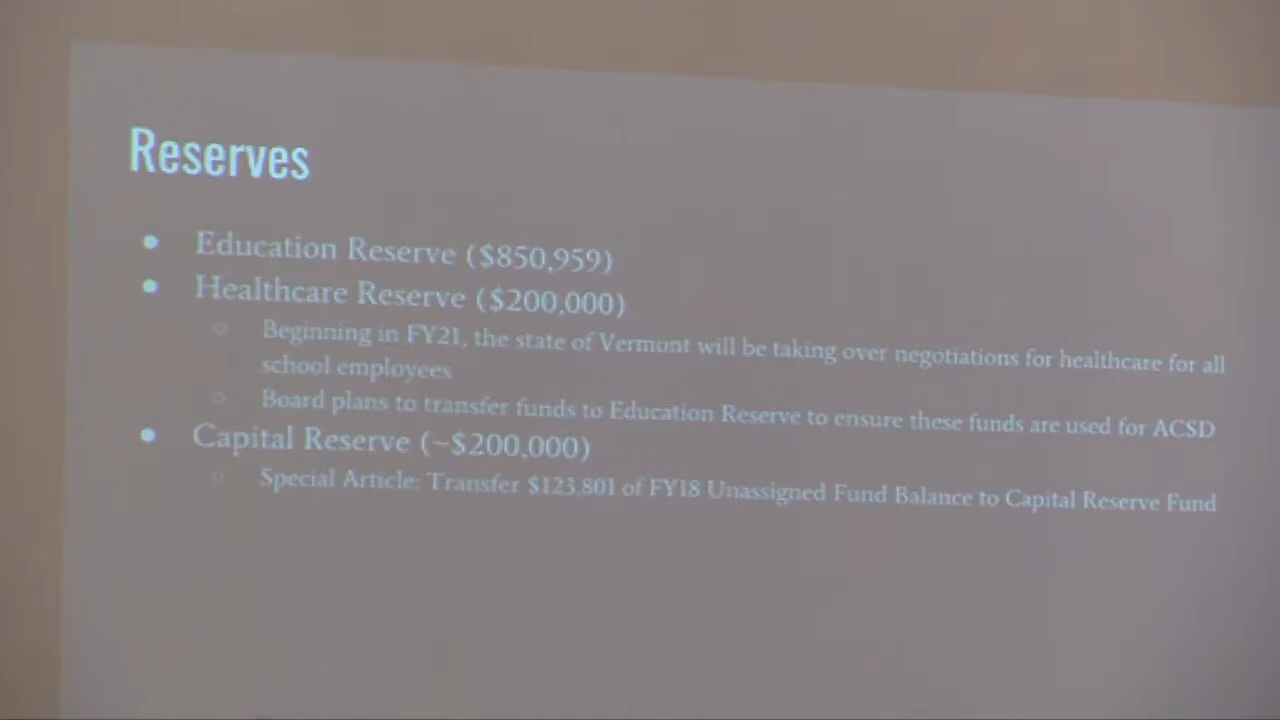 Reserves
● Education Reserve ($850,959)
● Healthcare Reserve ($200,000)
○ Beginning in FY21, the state of Vermont will be taking over negotiations for healthcare for all
school employees
○ Board plans to transfer funds to Education Reserve to ensure these funds are used for ACSD
● Capital Reserve (~$200,000)
○ Special Article: Transfer $123,801 of FY18 Unassigned Fund Balance to Capital Reserve Fund